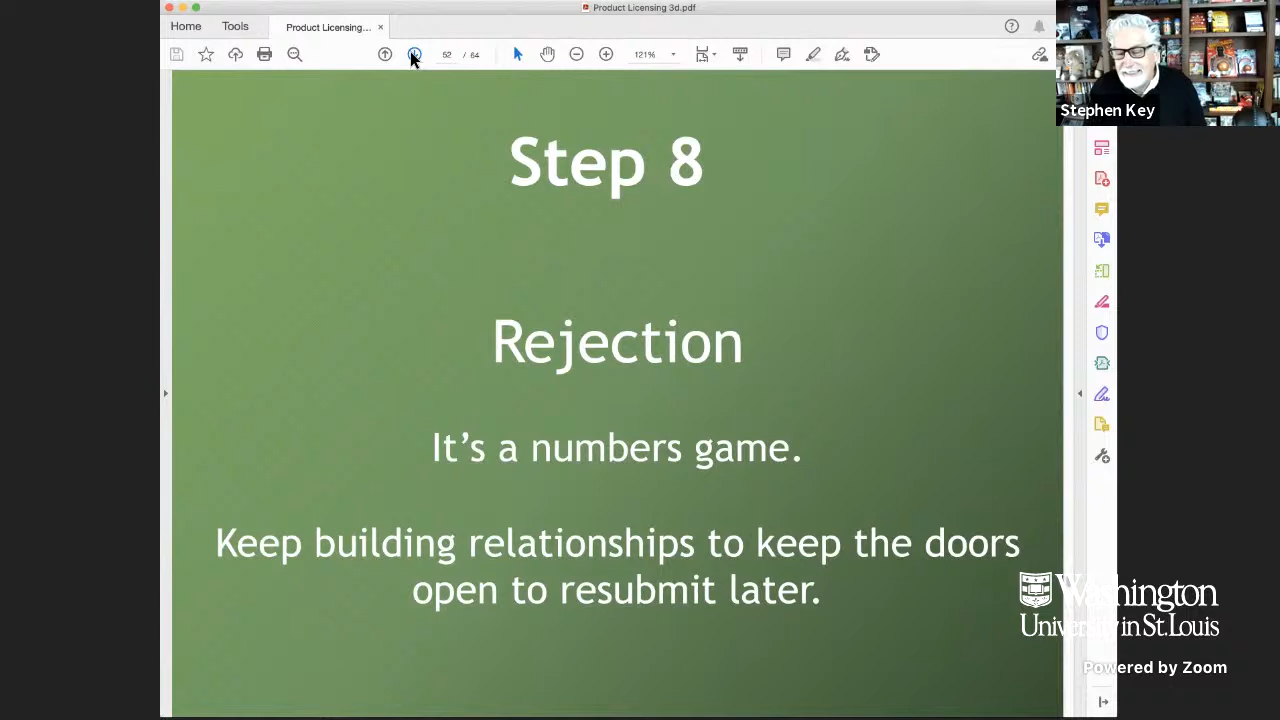 Product Licensing 3d.pdf
Home
Tools
Product Licensing...
52 / 64
121%
Stephen Key
Step 8
Rejection
It's a numbers game.
Keep building relationships to keep the doors
open to resubmit later.
Washington
University in St. Louis
Powered by Zoom